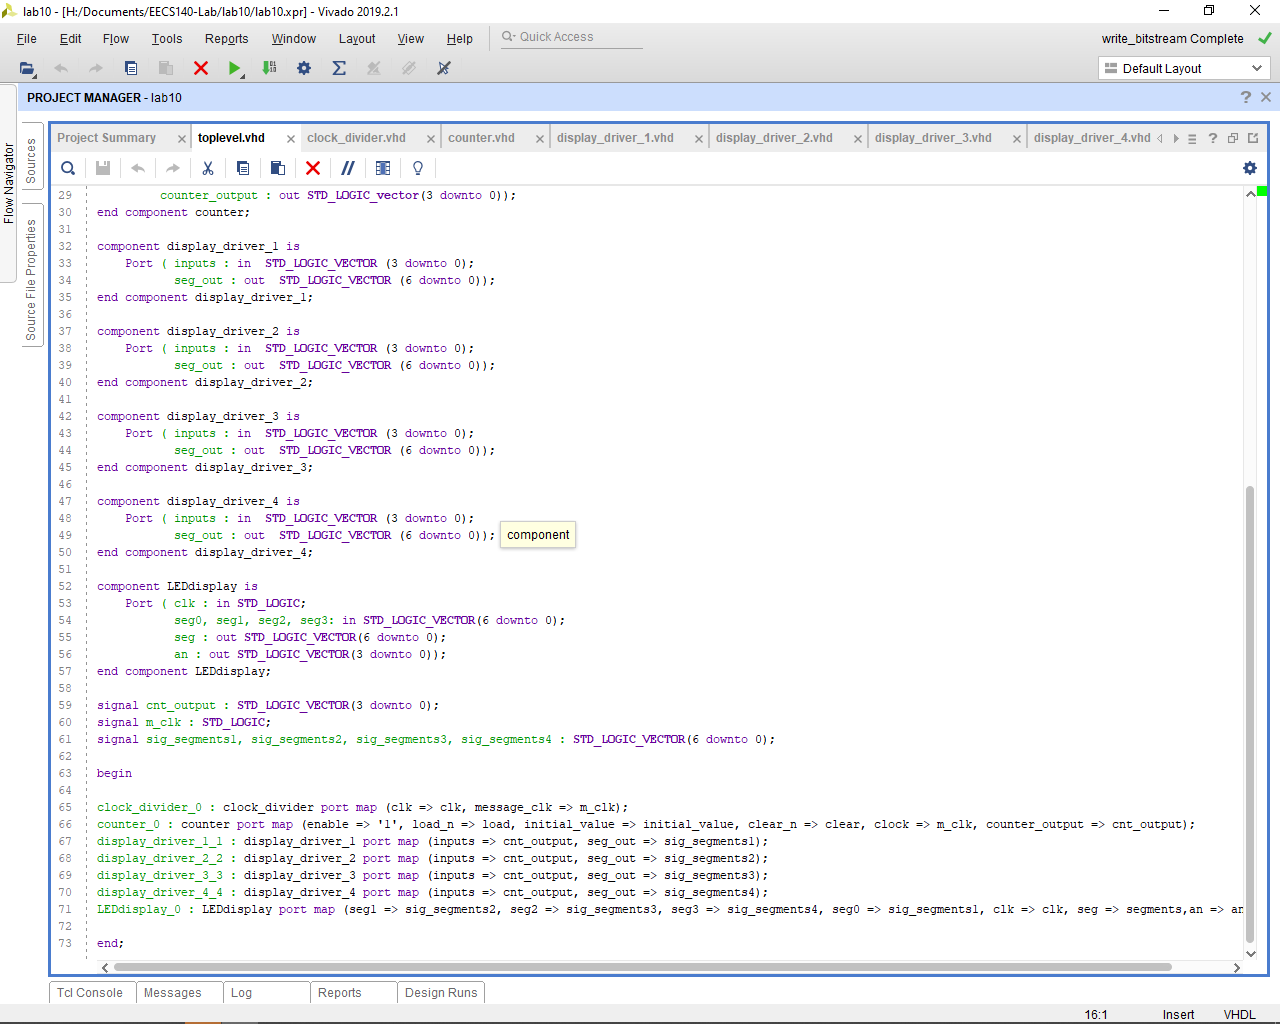 lab10 - [H:/Documents/EECS140-Lab/lab10/lab10.xpr] - Vivado 2019.2.1
File Edit Flow Tools Reports Window Layout View Help Quick Access write_bitstream Complete
Default Layout
PROJECT MANAGER - lab10
Flow Navigator
Sources
Source File Properties
Project Summary toplevel.vhd clock_divider.vhd counter.vhd display_driver_1.vhd display_driver_2.vhd display_driver_3.vhd display_driver_4.vhd
29 counter_output : out STD_LOGIC_vector(3 downto 0));
30 end component counter;
31
32 component display_driver_1 is
33 Port ( inputs : in STD_LOGIC_VECTOR (3 downto 0);
34 seg_out : out STD_LOGIC_VECTOR (6 downto 0));
35 end component display_driver_1;
36
37 component display_driver_2 is
38 Port ( inputs : in STD_LOGIC_VECTOR (3 downto 0);
39 seg_out : out STD_LOGIC_VECTOR (6 downto 0));
40 end component display_driver_2;
41
42 component display_driver_3 is
43 Port ( inputs : in STD_LOGIC_VECTOR (3 downto 0);
44 seg_out : out STD_LOGIC_VECTOR (6 downto 0));
45 end component display_driver_3;
46
47 component display_driver_4 is
48 Port ( inputs : in STD_LOGIC_VECTOR (3 downto 0);
49 seg_out : out STD_LOGIC_VECTOR (6 downto 0)); component
50 end component display_driver_4;
51
52 component LEDdisplay is
53 Port ( clk : in STD_LOGIC;
54 seg0, seg1, seg2, seg3: in STD_LOGIC_VECTOR(6 downto 0);
55 seg : out STD_LOGIC_VECTOR(6 downto 0);
56 an : out STD_LOGIC_VECTOR(3 downto 0));
57 end component LEDdisplay;
58
59 signal cnt_output : STD_LOGIC_VECTOR(3 downto 0);
60 signal m_clk : STD_LOGIC;
61 signal sig_segments1, sig_segments2, sig_segments3, sig_segments4 : STD_LOGIC_VECTOR(6 downto 0);
62
63 begin
64
65 clock_divider_0 : clock_divider port map (clk => clk, message_clk => m_clk);
66 counter_0 : counter port map (enable => '1', load_n => load, initial_value => initial_value, clear_n => clear, clock => m_clk, counter_output => cnt_output);
67 display_driver_1_1 : display_driver_1 port map (inputs => cnt_output, seg_out => sig_segments1);
68 display_driver_2_2 : display_driver_2 port map (inputs => cnt_output, seg_out => sig_segments2);
69 display_driver_3_3 : display_driver_3 port map (inputs => cnt_output, seg_out => sig_segments3);
70 display_driver_4_4 : display_driver_4 port map (inputs => cnt_output, seg_out => sig_segments4);
71 LEDdisplay_0 : LEDdisplay port map (seg1 => sig_segments2, seg2 => sig_segments3, seg3 => sig_segments4, seg0 => sig_segments1, clk => clk, seg => segments,an => an
72
73 end;
Tcl Console Messages Log Reports Design Runs
16:1 Insert VHDL